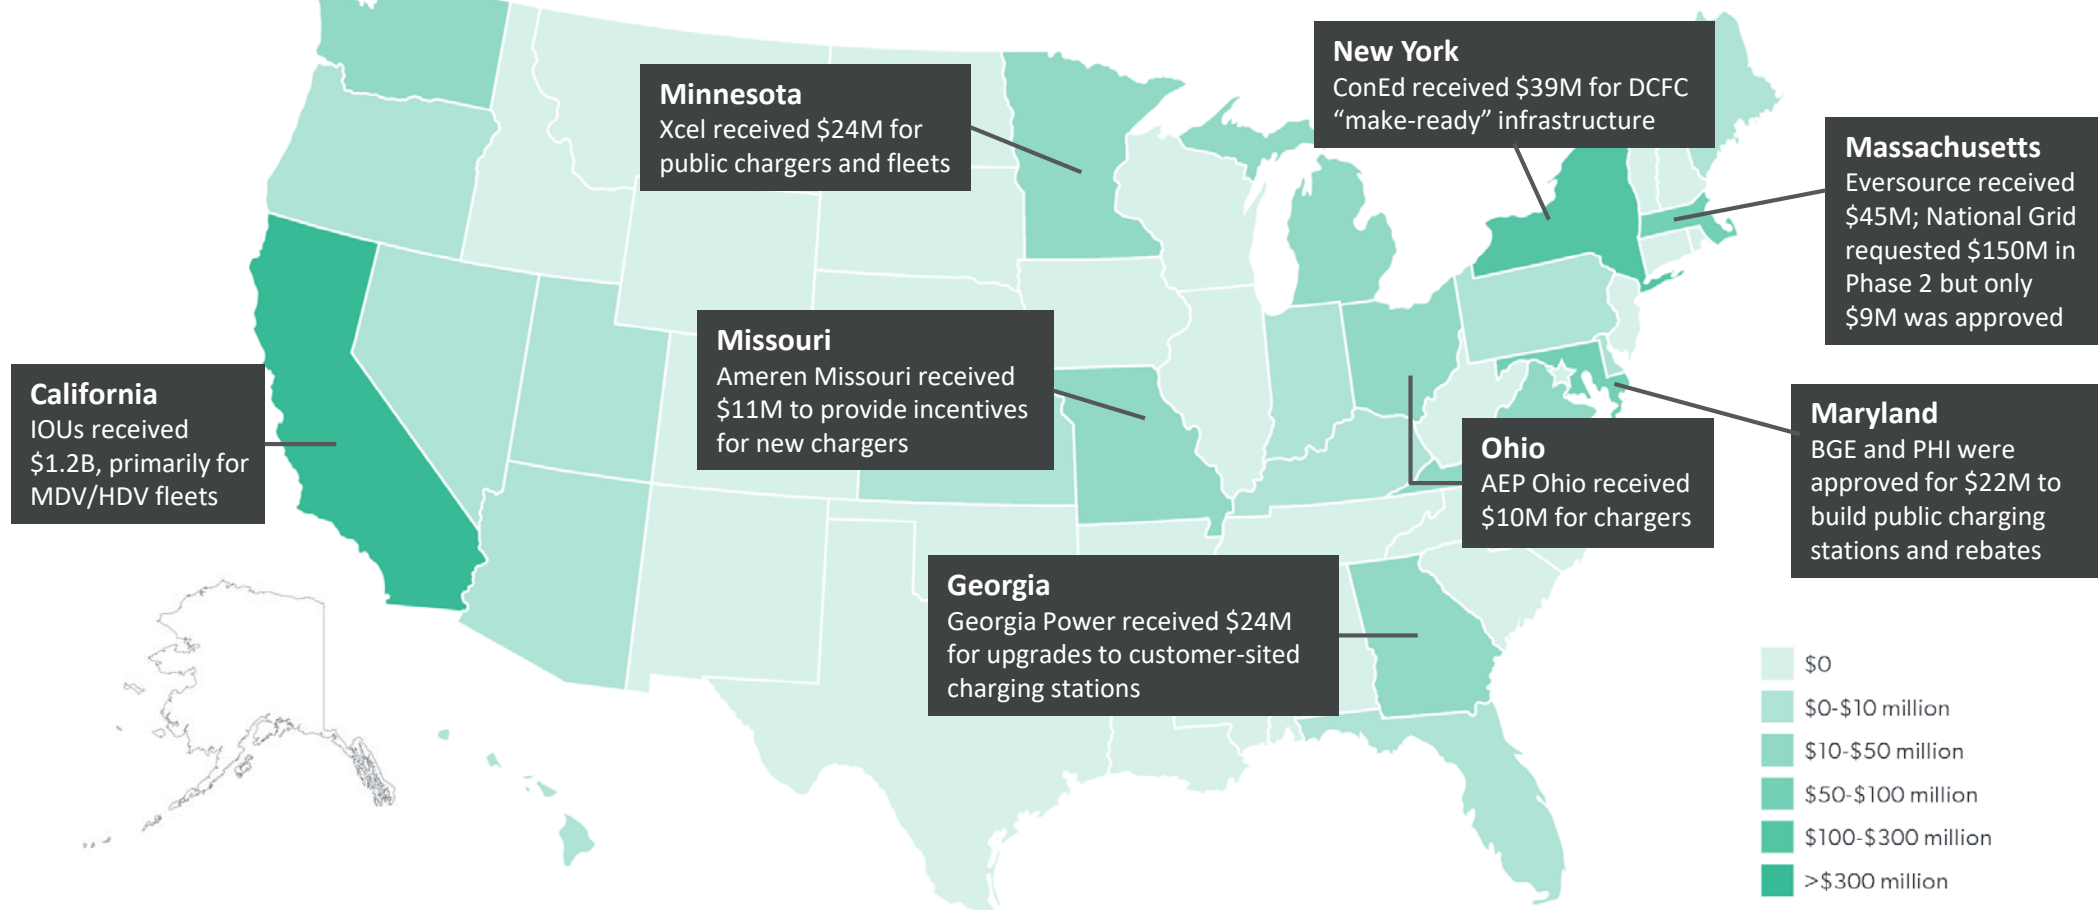 New York
ConEd received $39M for DCFC
“make-ready” infrastructure
Minnesota
Xcel received $24M for
public chargers and fleets
Massachusetts
Eversource received
$45M; National Grid
requested $150M in
Phase 2 but only
$9M was approved
Missouri
Ameren Missouri received
$11M to provide incentives
for new chargers
California
IOUs received
$1.2B, primarily for
MDV/HDV fleets
Maryland
BGE and PHI were
approved for $22M to
build public charging
stations and rebates
Ohio
AEP Ohio received
$10M for chargers
Georgia
Georgia Power received $24M
for upgrades to customer-sited
charging stations
$0
$0-$10 million
$10-$50 million
$50-$100 million
$100-$300 million
>$300 million